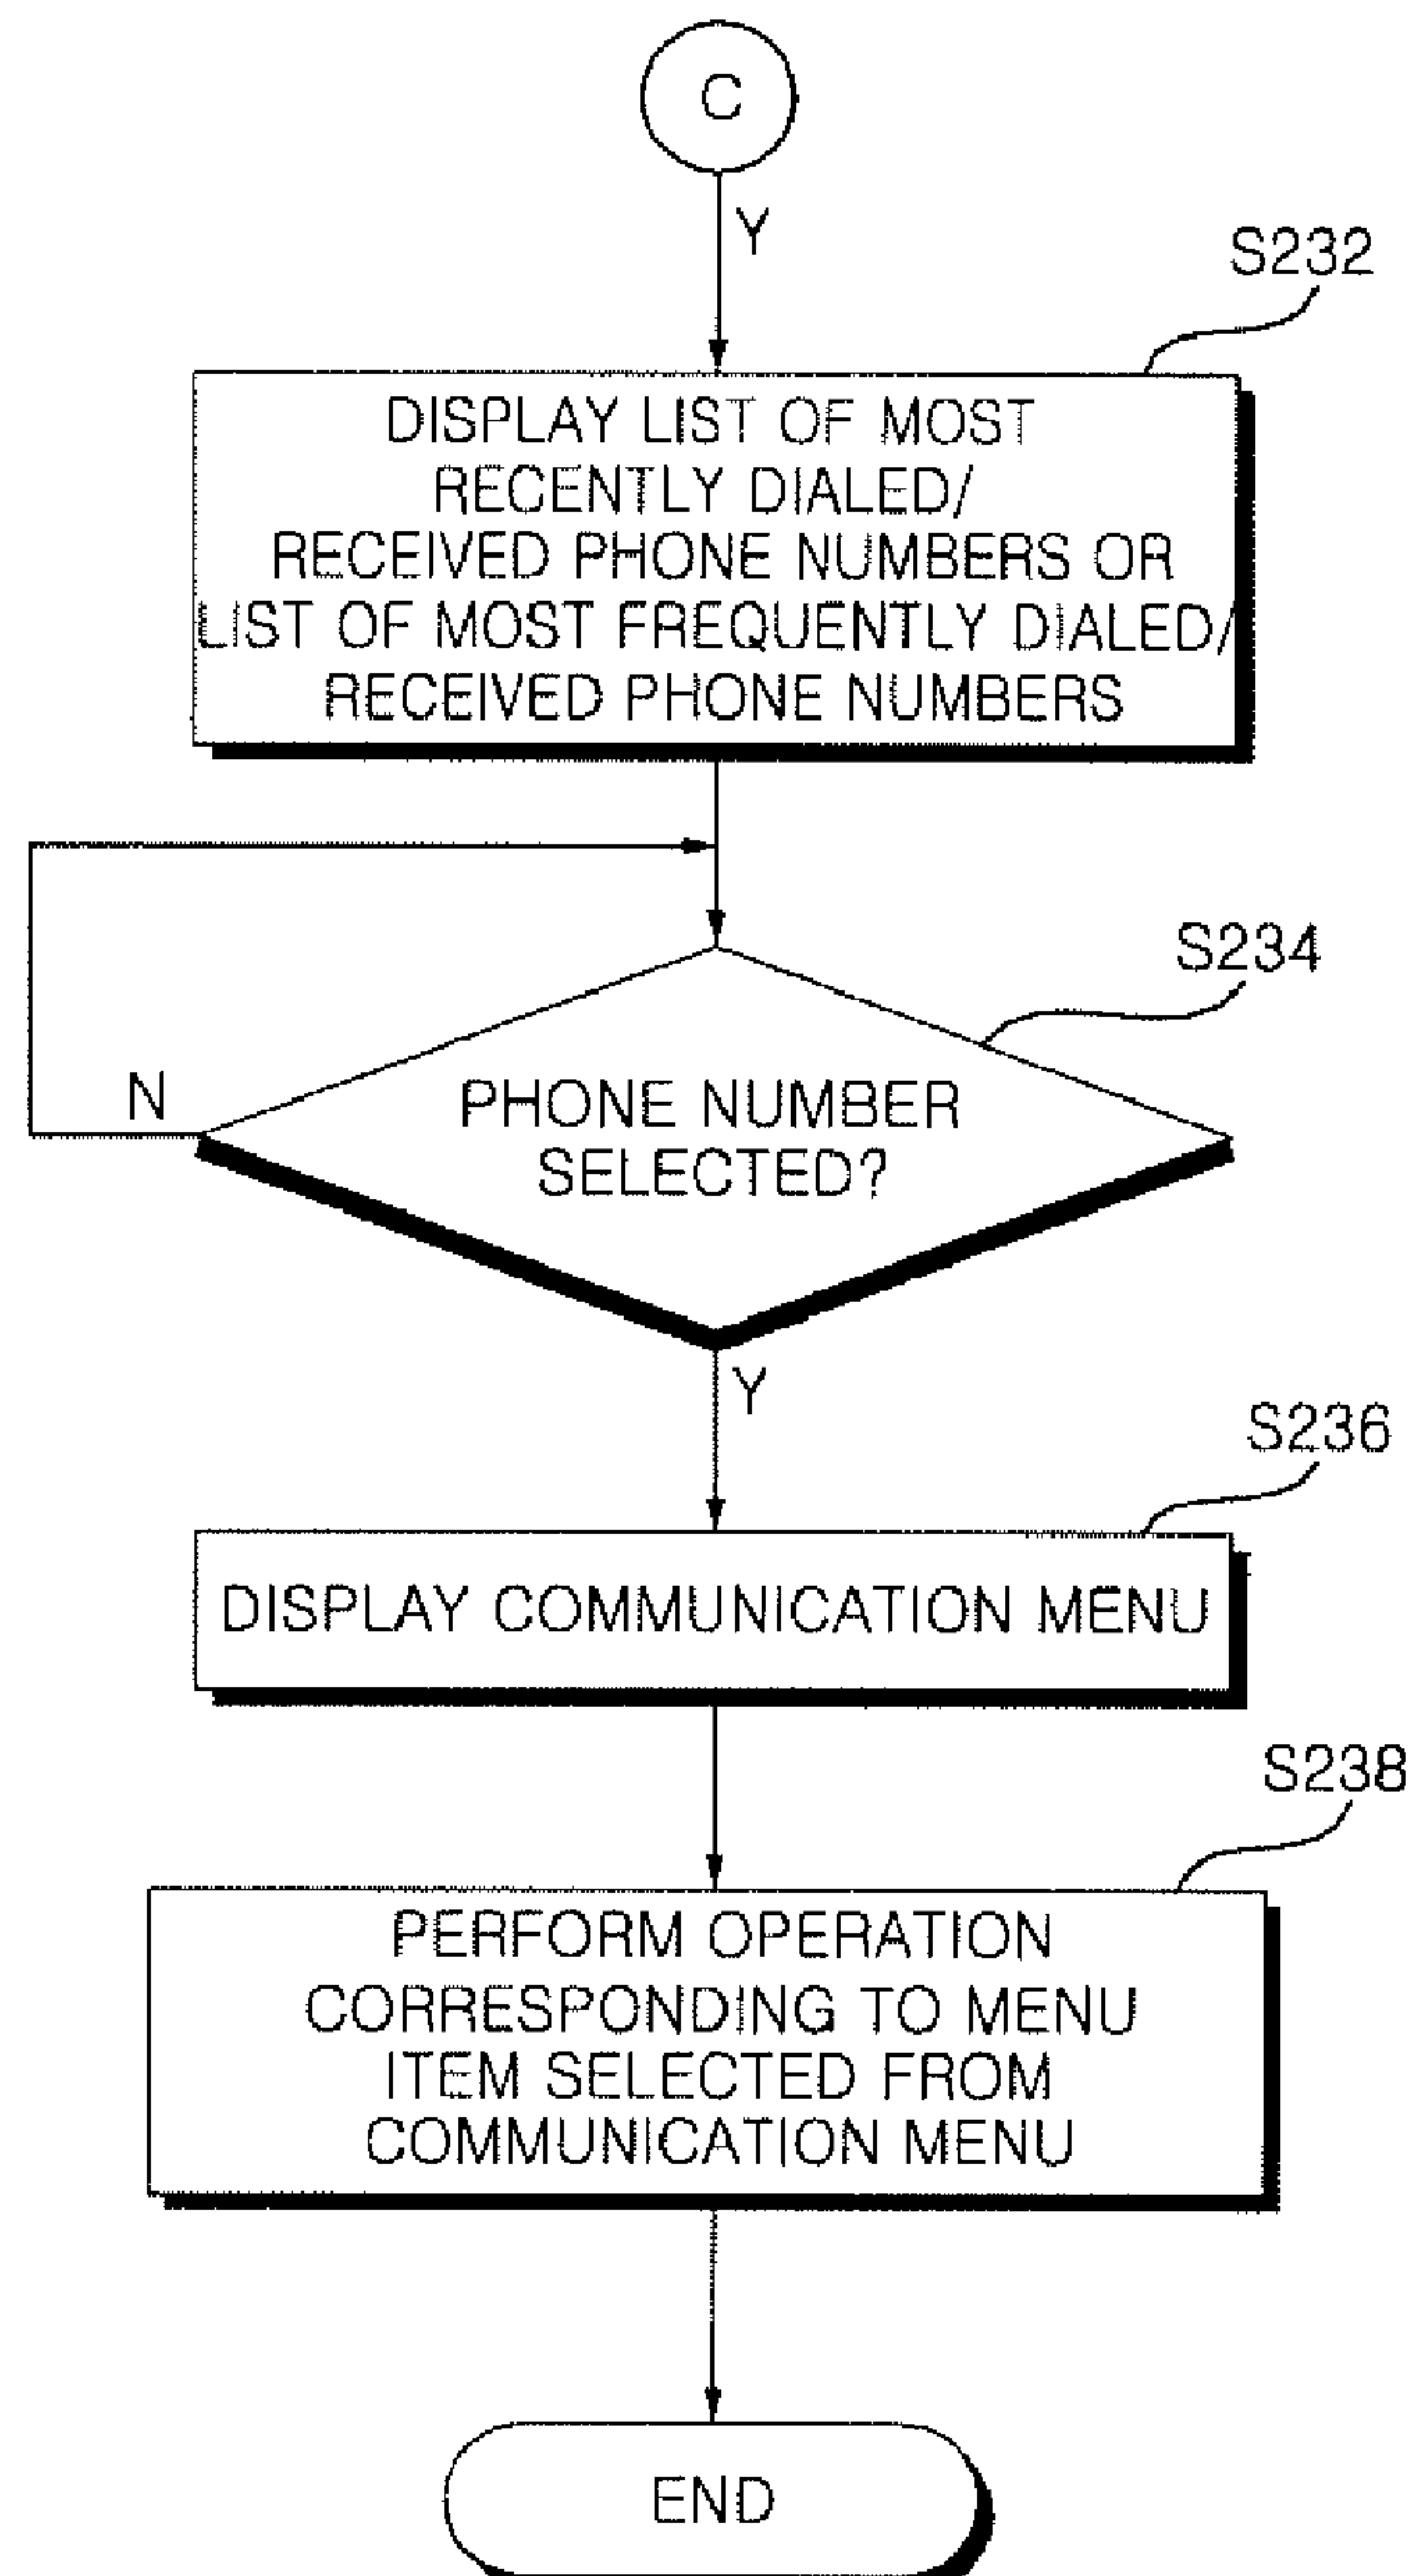 C
Y
S232
DISPLAY LIST OF MOST
RECENTLY DIALED/
RECEIVED PHONE NUMBERS OR
LIST OF MOST FREQUENTLY DIALED/
RECEIVED PHONE NUMBERS
S234
N
PHONE NUMBER
SELECTED?
Y
S236
DISPLAY COMMUNICATION MENU
S238
PERFORM OPERATION
CORRESPONDING TO MENU
ITEM SELECTED FROM
COMMUNICATION MENU
END